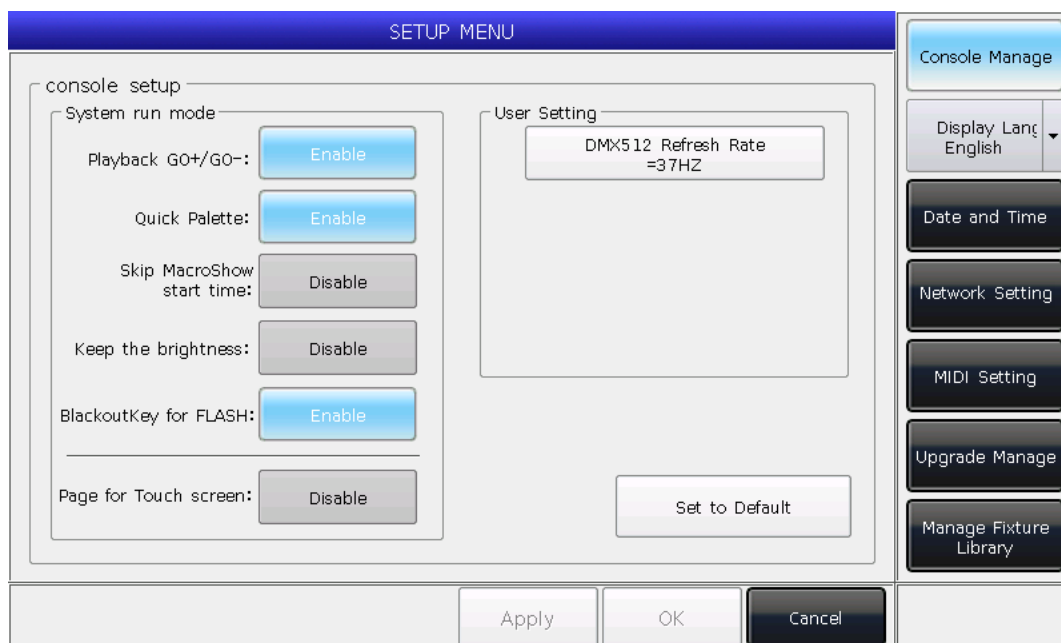 SETUP MENU
console setup
System run mode
Playback GO+/GO-:
Enable
Quick Palette:
Enable
Skip MacroShow
start time:
Disable
Keep the brightness:
Disable
BlackoutKey for FLASH:
Enable
Page for Touch screen:
Disable
User Setting
DMX512 Refresh Rate
=37HZ
Set to Default
Apply
OK
Cancel
Console Manage
Display Lang
English
Date and Time
Network Setting
MIDI Setting
Upgrade Manage
Manage Fixture
Library